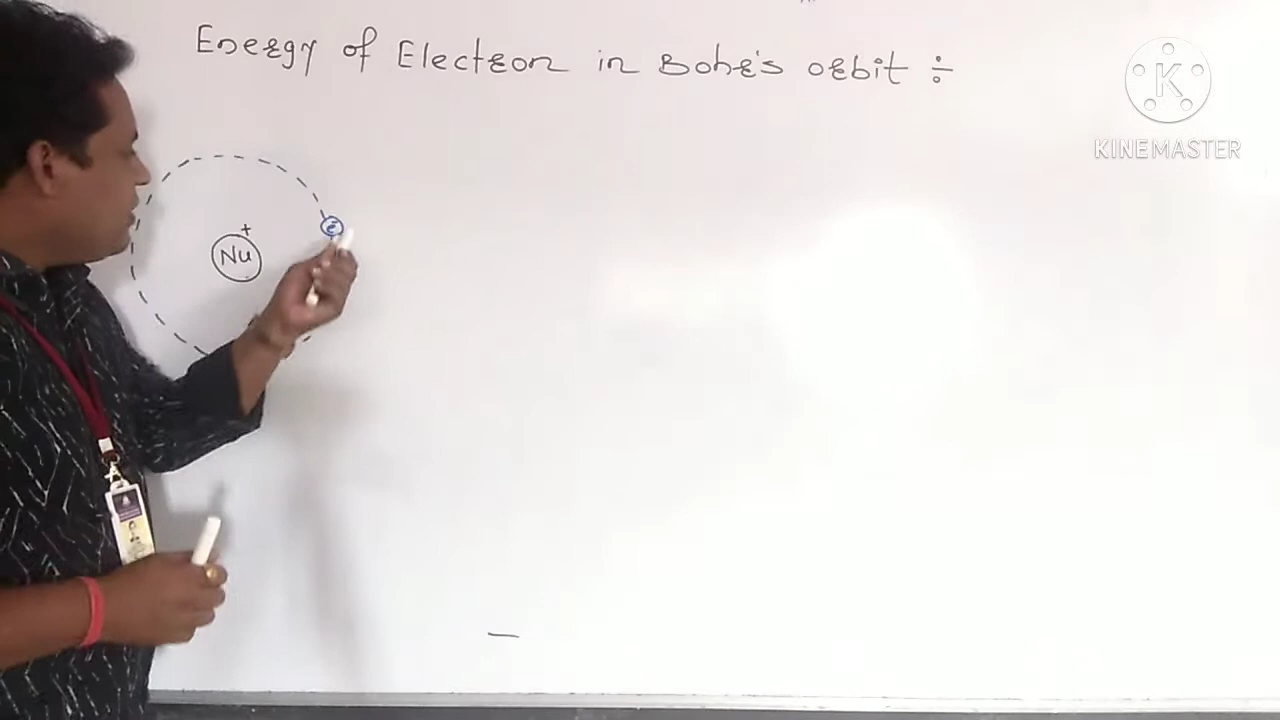 Energy of Electron in Bohr's orbit ÷
K
KINEMASTER
+
Nu
e-